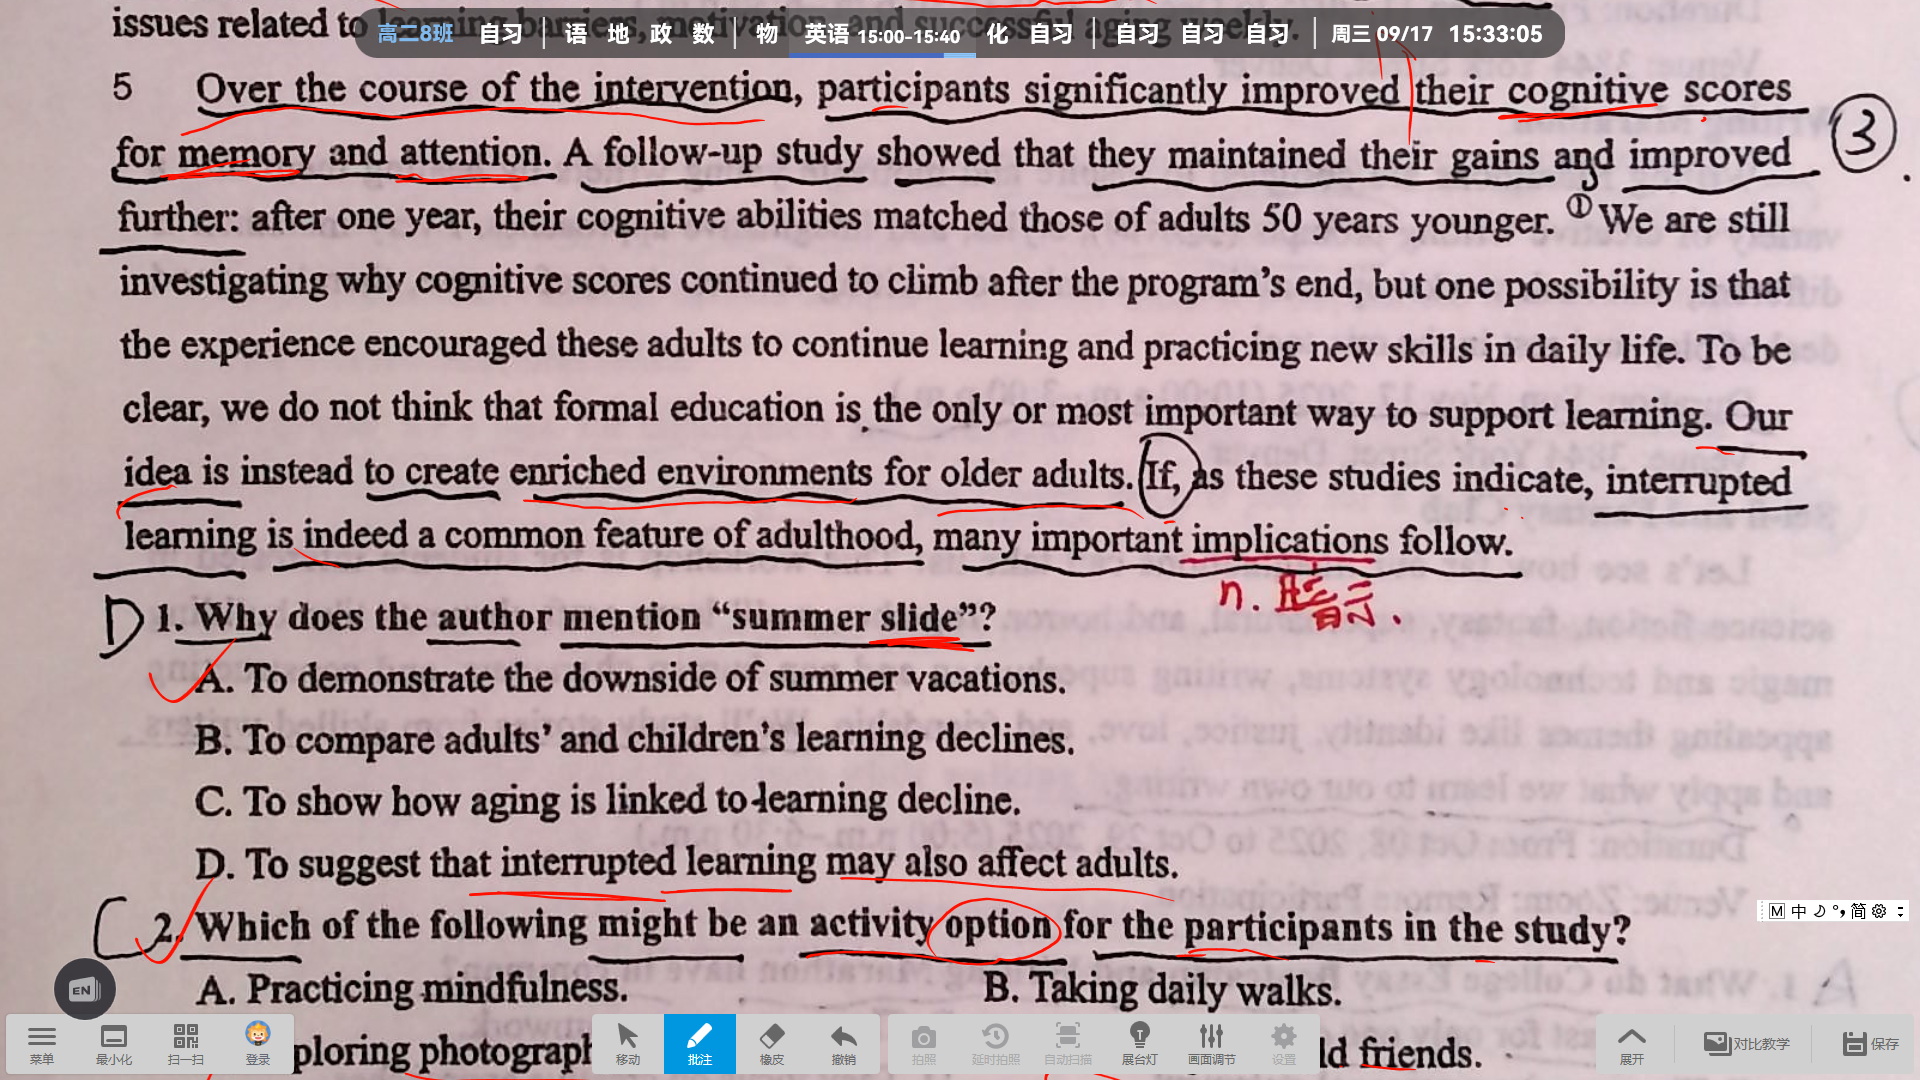 issues related to learning barriers, motivation and successful aging weekly.
高二8班 自习 | 语 地 政 数 | 物 英语 15:00-15:40 化 自习 | 自习 自习 自习 | 周三 09/17 15:33:05
5 Over the course of the intervention, participants significantly improved their cognitive scores
for memory and attention. A follow-up study showed that they maintained their gains and improved
③
further: after one year, their cognitive abilities matched those of adults 50 years younger. ① We are still
investigating why cognitive scores continued to climb after the program's end, but one possibility is that
the experience encouraged these adults to continue learning and practicing new skills in daily life. To be
clear, we do not think that formal education is the only or most important way to support learning. Our
idea is instead to create enriched environments for older adults. If, as these studies indicate, interrupted
learning is indeed a common feature of adulthood, many important implications follow.
n. 暗示.
D 1. Why does the author mention “summer slide”?
A. To demonstrate the downside of summer vacations.
B. To compare adults' and children's learning declines.
C. To show how aging is linked to learning decline.
D. To suggest that interrupted learning may also affect adults.
C 2. Which of the following might be an activity option for the participants in the study?
M 中 简
A. Practicing mindfulness. B. Taking daily walks.
EN
ploring photograph ld friends.
菜单 最小化 扫一扫 登录 移动 批注 橡皮 撤销 拍照 延时拍照 自动扫描 展台灯 画面调节 设置 展开 对比教学 保存